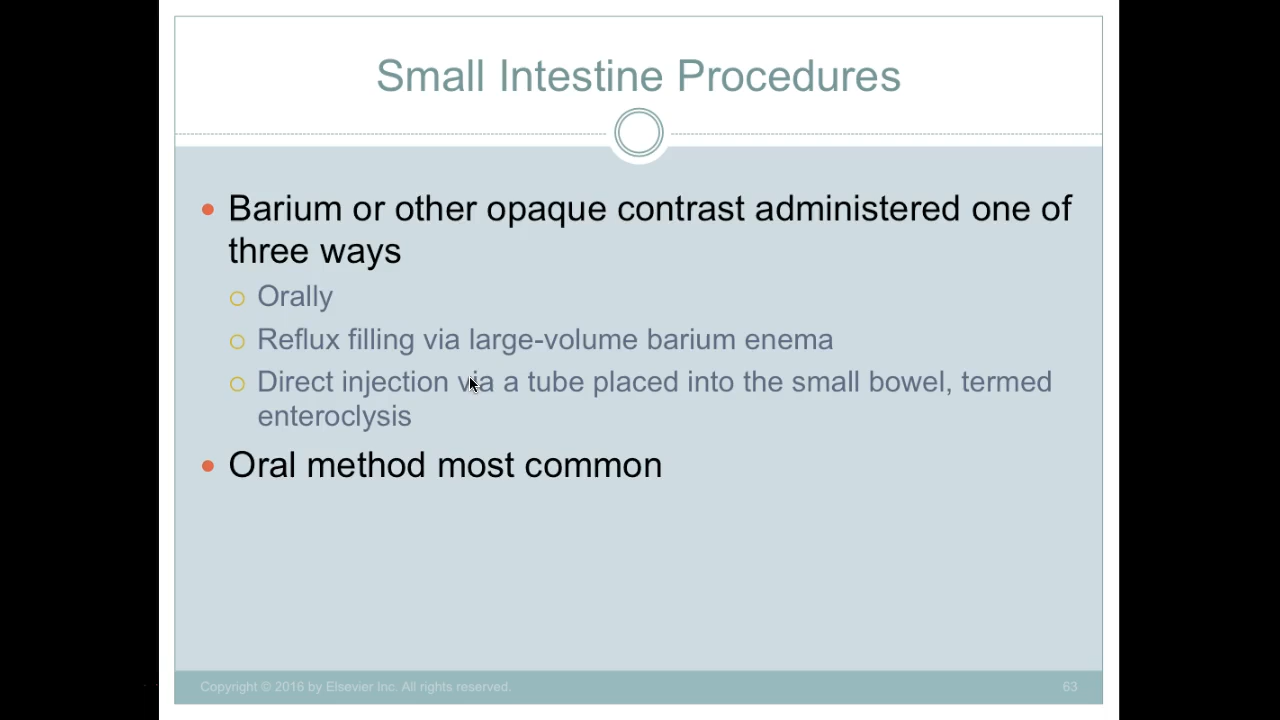 Small Intestine Procedures
Barium or other opaque contrast administered one of
three ways
Orally
Reflux filling via large-volume barium enema
Direct injection via a tube placed into the small bowel, termed
enteroclysis
Oral method most common
Copyright © 2016 by Elsevier Inc. All rights reserved.
63